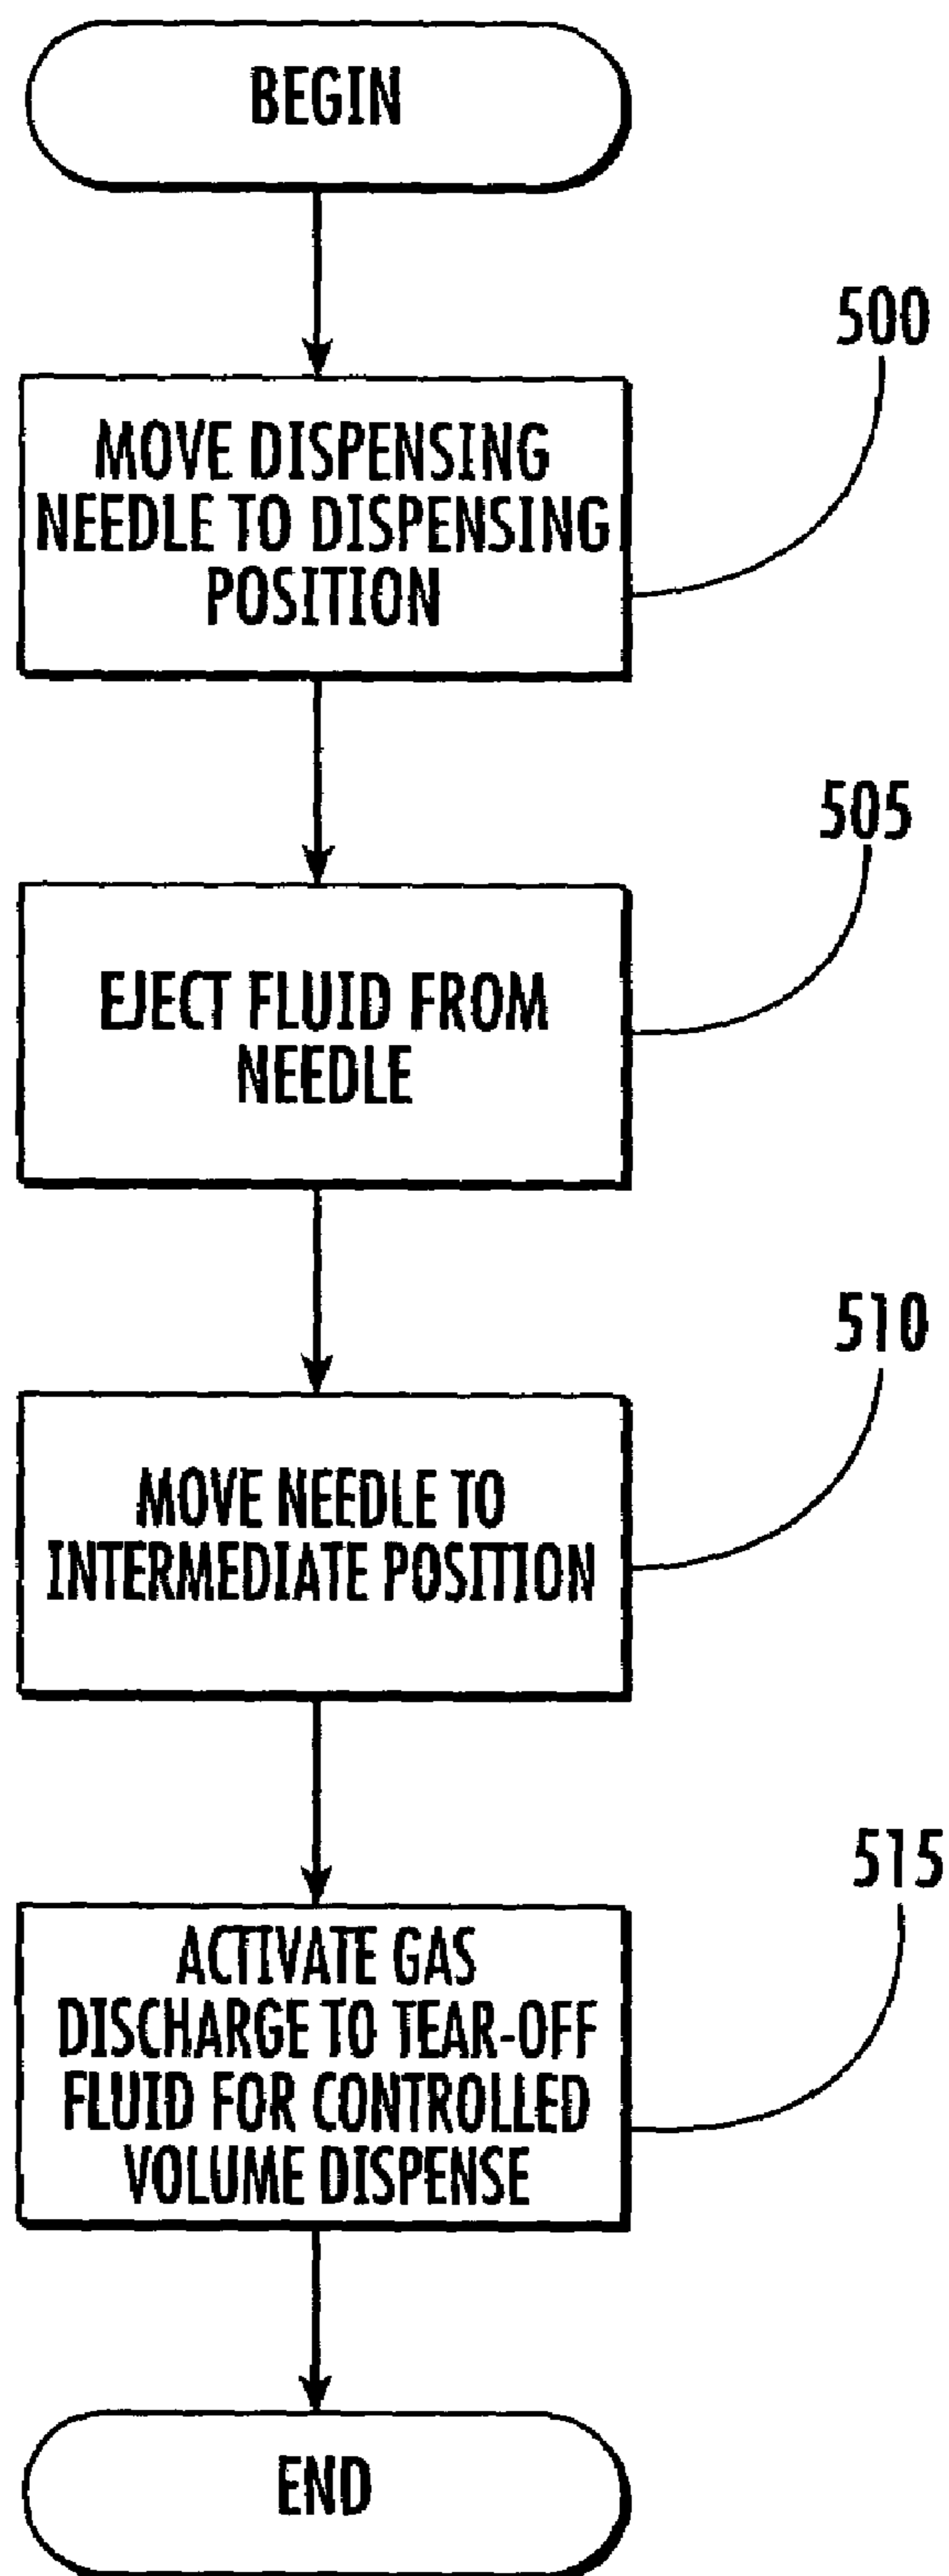 BEGIN
500
MOVE DISPENSING
NEEDLE TO DISPENSING
POSITION
505
EJECT FLUID FROM
NEEDLE
510
MOVE NEEDLE TO
INTERMEDIATE POSITION
515
ACTIVATE GAS
DISCHARGE TO TEAR-OFF
FLUID FOR CONTROLLED
VOLUME DISPENSE
END